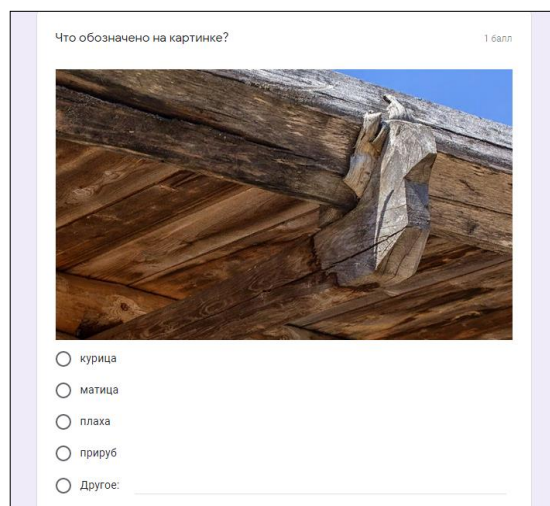 Что обозначено на картинке?
1 балл
курица
матица
плаха
прируб
Другое: